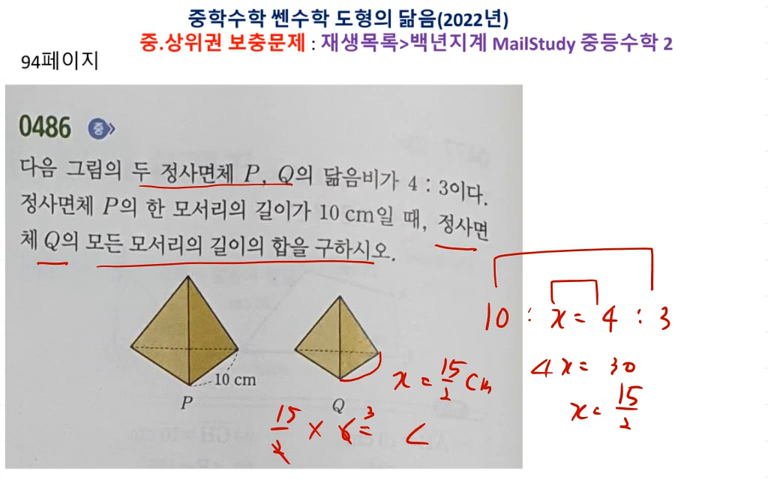 중학수학 쎈수학 도형의 닮음(2022년)
중.상위권 보충문제 : 재생목록>백년지계 MailStudy 중등수학 2
94페이지
0486 중
다음 그림의 두 정사면체 P, Q의 닮음비가 4 : 3이다.
정사면체 P의 한 모서리의 길이가 10 cm일 때, 정사면
체 Q의 모든 모서리의 길이의 합을 구하시오.
10 : x = 4 : 3
4x = 30
x = 15/2
10 cm
x = 15/2 cm
P
Q
15/2 × 6 3 =